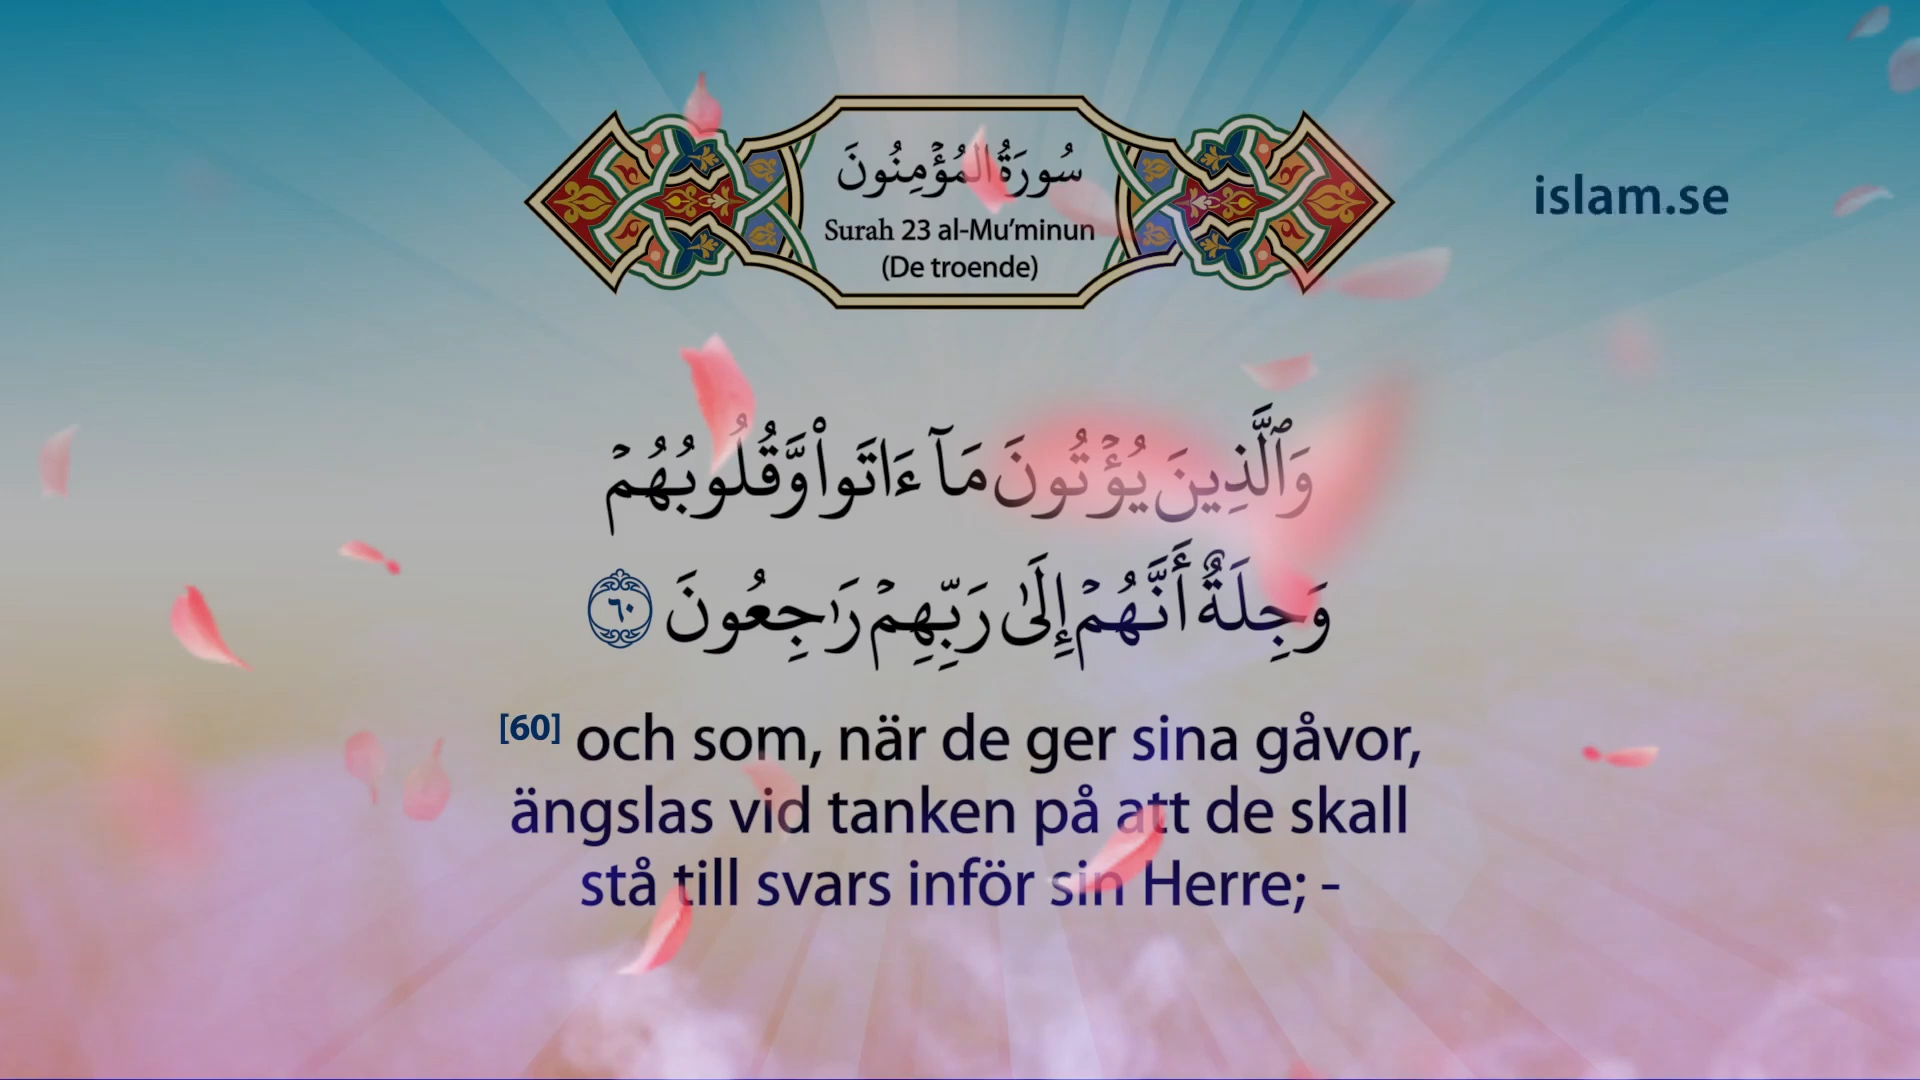 سُورَةُ الْمُؤْمِنُونَ
Surah 23 al-Mu’minun
(De troende)
islam.se
وَٱلَّذِينَ يُؤْتُونَ مَآ ءَاتَوا۟ وَّقُلُوبُهُمْ
وَجِلَةٌ أَنَّهُمْ إِلَىٰ رَبِّهِمْ رَٰجِعُونَ ٦٠
[60] och som, när de ger sina gåvor,
ängslas vid tanken på att de skall
stå till svars inför sin Herre; -